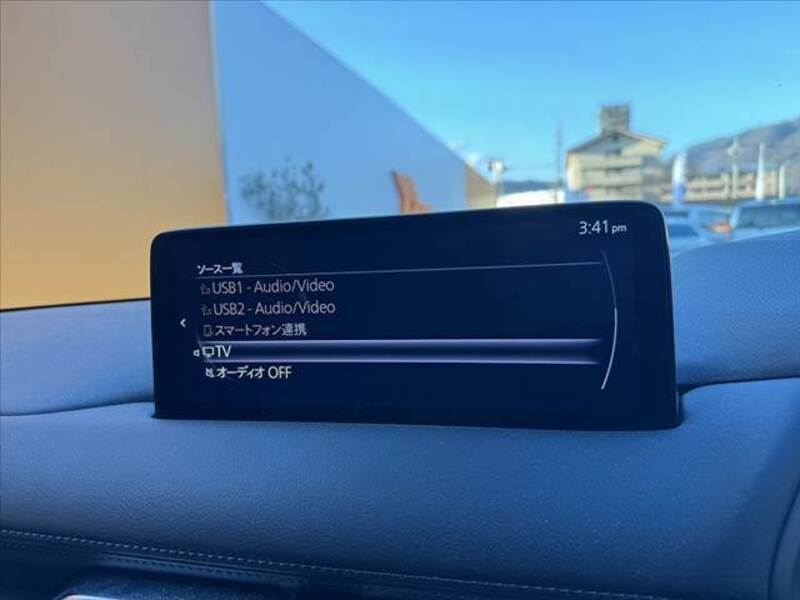 3:41 pm
ソース一覧
USB1 - Audio/Video
USB2 - Audio/Video
スマートフォン連携
TV
オーディオ OFF